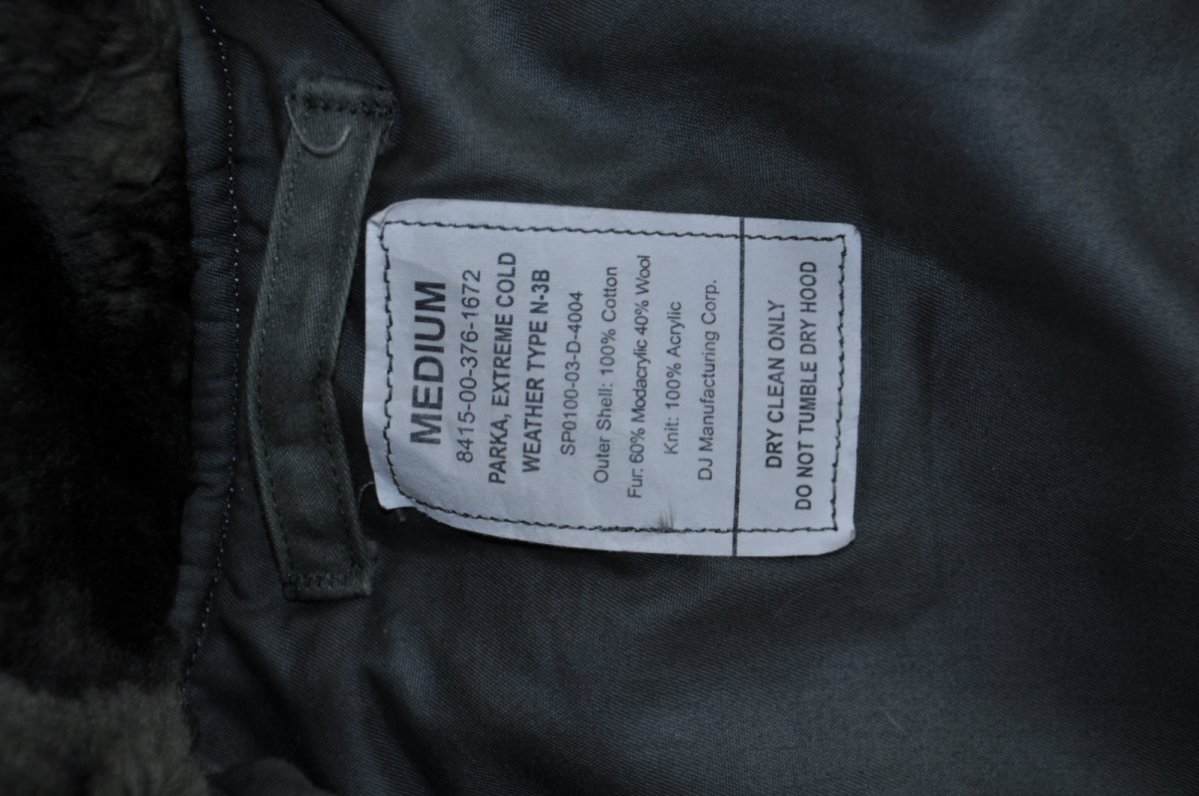 MEDIUM
8415-00-376-1672
PARKA, EXTREME COLD
WEATHER TYPE N-3B
SP0100-03-D-4004
Outer Shell: 100% Cotton
Fur: 60% Modacrylic 40% Wool
Knit: 100% Acrylic
DJ Manufacturing Corp.
DRY CLEAN ONLY
DO NOT TUMBLE DRY HOOD